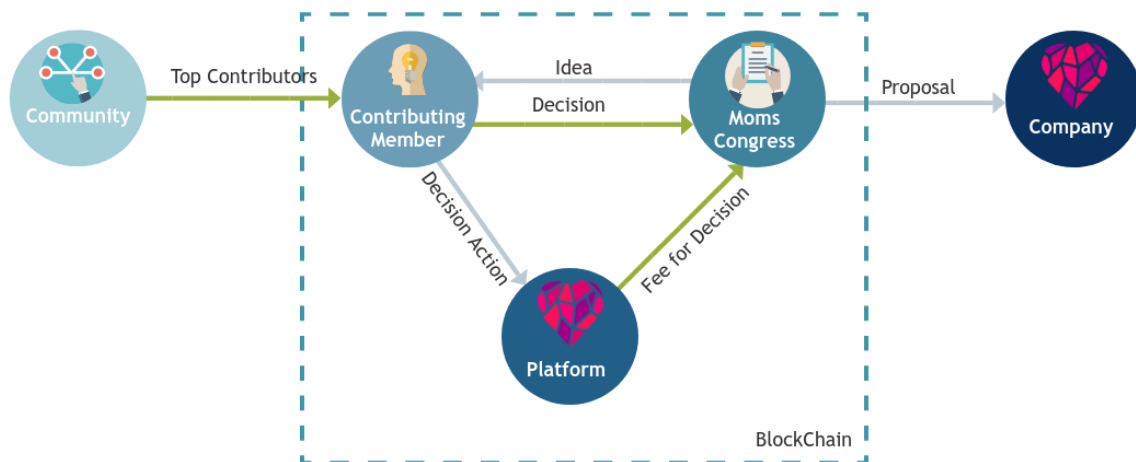 Community
Top Contributors
Contributing
Member
Idea
Decision
Moms
Congress
Proposal
Company
Decision Action
Fee for Decision
Platform
BlockChain